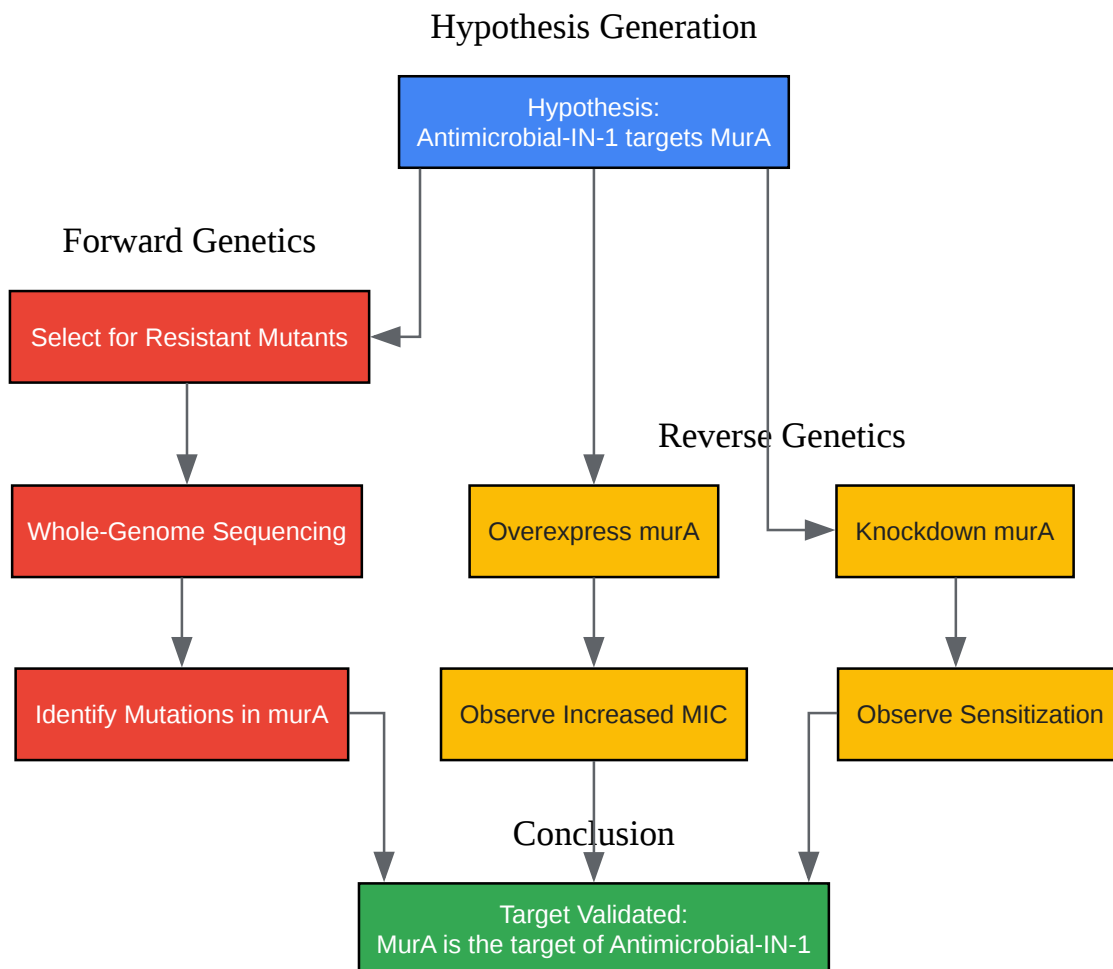 Hypothesis Generation
Hypothesis:
Antimicrobial-IN-1 targets MurA
Forward Genetics
Select for Resistant Mutants
Reverse Genetics
Whole-Genome Sequencing
Overexpress murA
Knockdown murA
Identify Mutations in murA
Observe Increased MIC
Observe Sensitization
Conclusion
Target Validated:
MurA is the target of Antimicrobial-IN-1